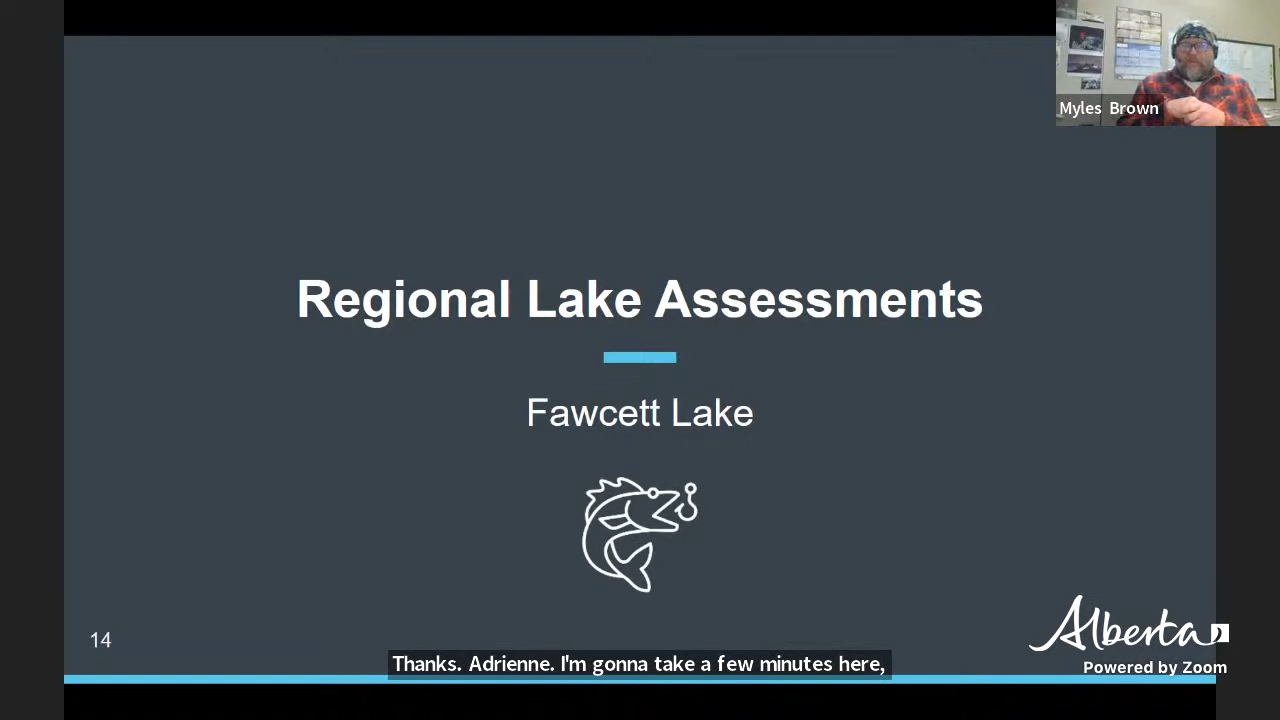 Myles Brown
Regional Lake Assessments
Fawcett Lake
14
Alberta
Powered by Zoom
Thanks. Adrienne. I'm gonna take a few minutes here,